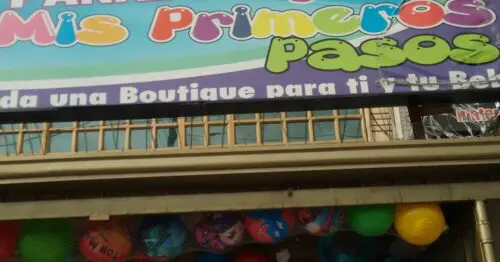 Mis Primeros
Pasos
da una Boutique para ti y tu Be